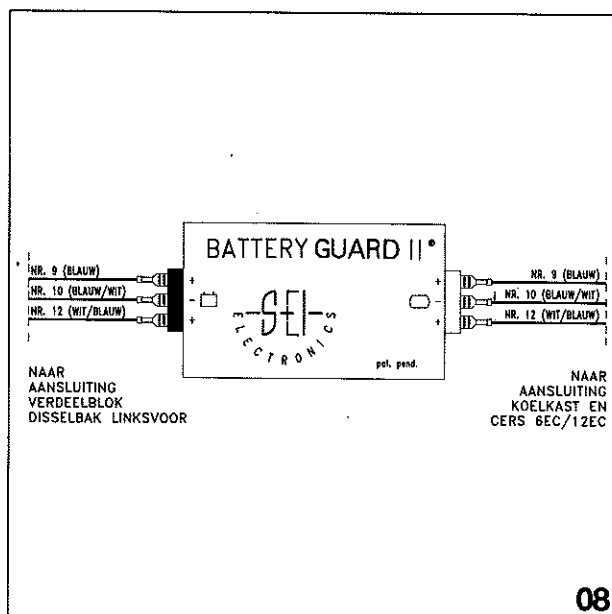 BATTERY GUARD II
NR. 9 (BLAUW)
NR. 10 (BLAUW/WIT)
NR. 12 (WIT/BLAUW)
+
-
+
SEI
ELECTRONICS
pat. pend.
+
-
+
NR. 9 (BLAUW)
NR. 10 (BLAUW/WIT)
NR. 12 (WIT/BLAUW)
NAAR
AANSLUITING
VERDEELBLOK
DISSELBAK LINKSVOOR
NAAR
AANSLUITING
KOELKAST EN
CERS 6EC/12EC
08